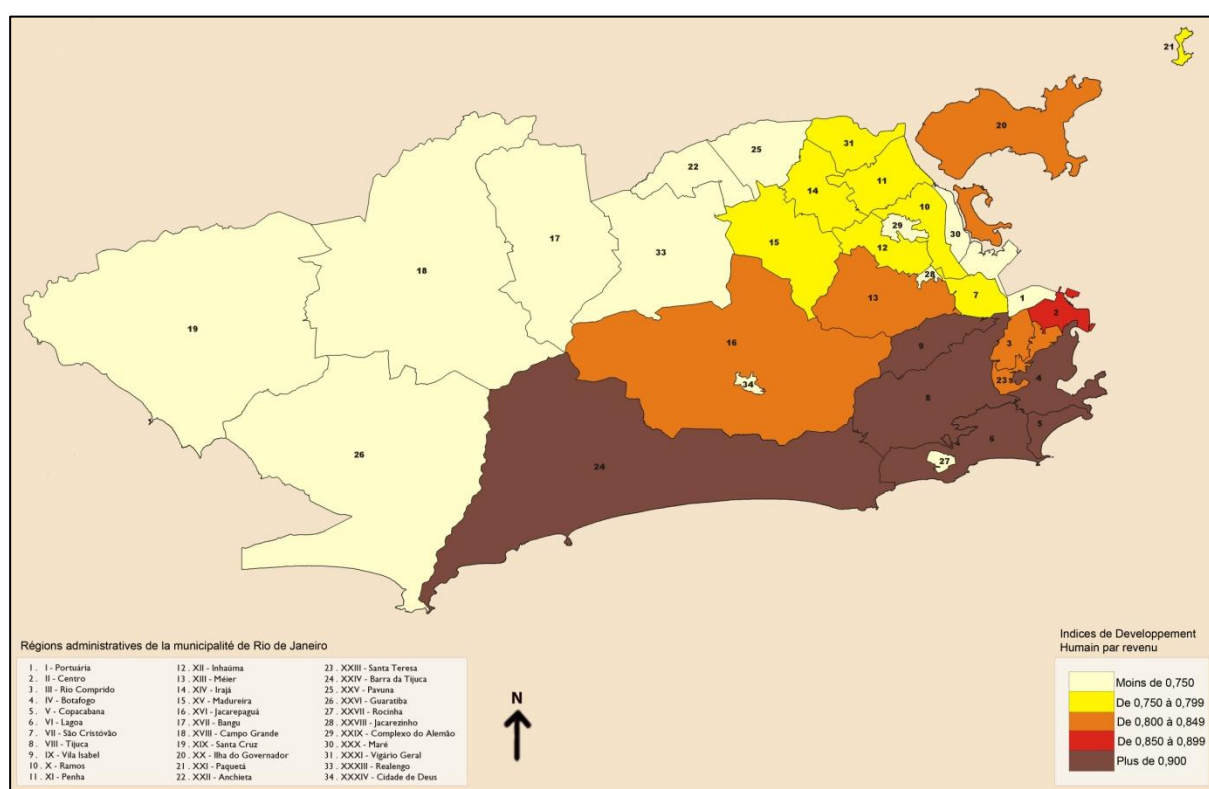 21
20
31
25
22
14
11
10
29
30
15
12
17
33
18
28
7
13
1
2
19
16
9
3
34
23
4
8
5
6
26
27
24
Régions administratives de la municipalité de Rio de Janeiro
1 . I - Portuária
2 . II - Centro
3 . III - Rio Comprido
4 . IV - Botafogo
5 . V - Copacabana
6 . VI - Lagoa
7 . VII - São Cristóvão
8 . VIII - Tijuca
9 . IX - Vila Isabel
10 . X - Ramos
11 . XI - Penha
12 . XII - Inhaúma
13 . XIII - Méier
14 . XIV - Irajá
15 . XV - Madureira
16 . XVI - Jacarepaguá
17 . XVII - Bangu
18 . XVIII - Campo Grande
19 . XIX - Santa Cruz
20 . XX - Ilha do Governador
21 . XXI - Paquetá
22 . XXII - Anchieta
23 . XXIII - Santa Teresa
24 . XXIV - Barra da Tijuca
25 . XXV - Pavuna
26 . XXVI - Guaratiba
27 . XXVII - Rocinha
28 . XXVIII - Jacarezinho
29 . XXIX - Complexo do Alemão
30 . XXX - Maré
31 . XXXI - Vigário Geral
33 . XXXIII - Realengo
34 . XXXIV - Cidade de Deus
N
Indices de Developpement
Humain par revenu
Moins de 0,750
De 0,750 à 0,799
De 0,800 à 0,849
De 0,850 à 0,899
Plus de 0,900